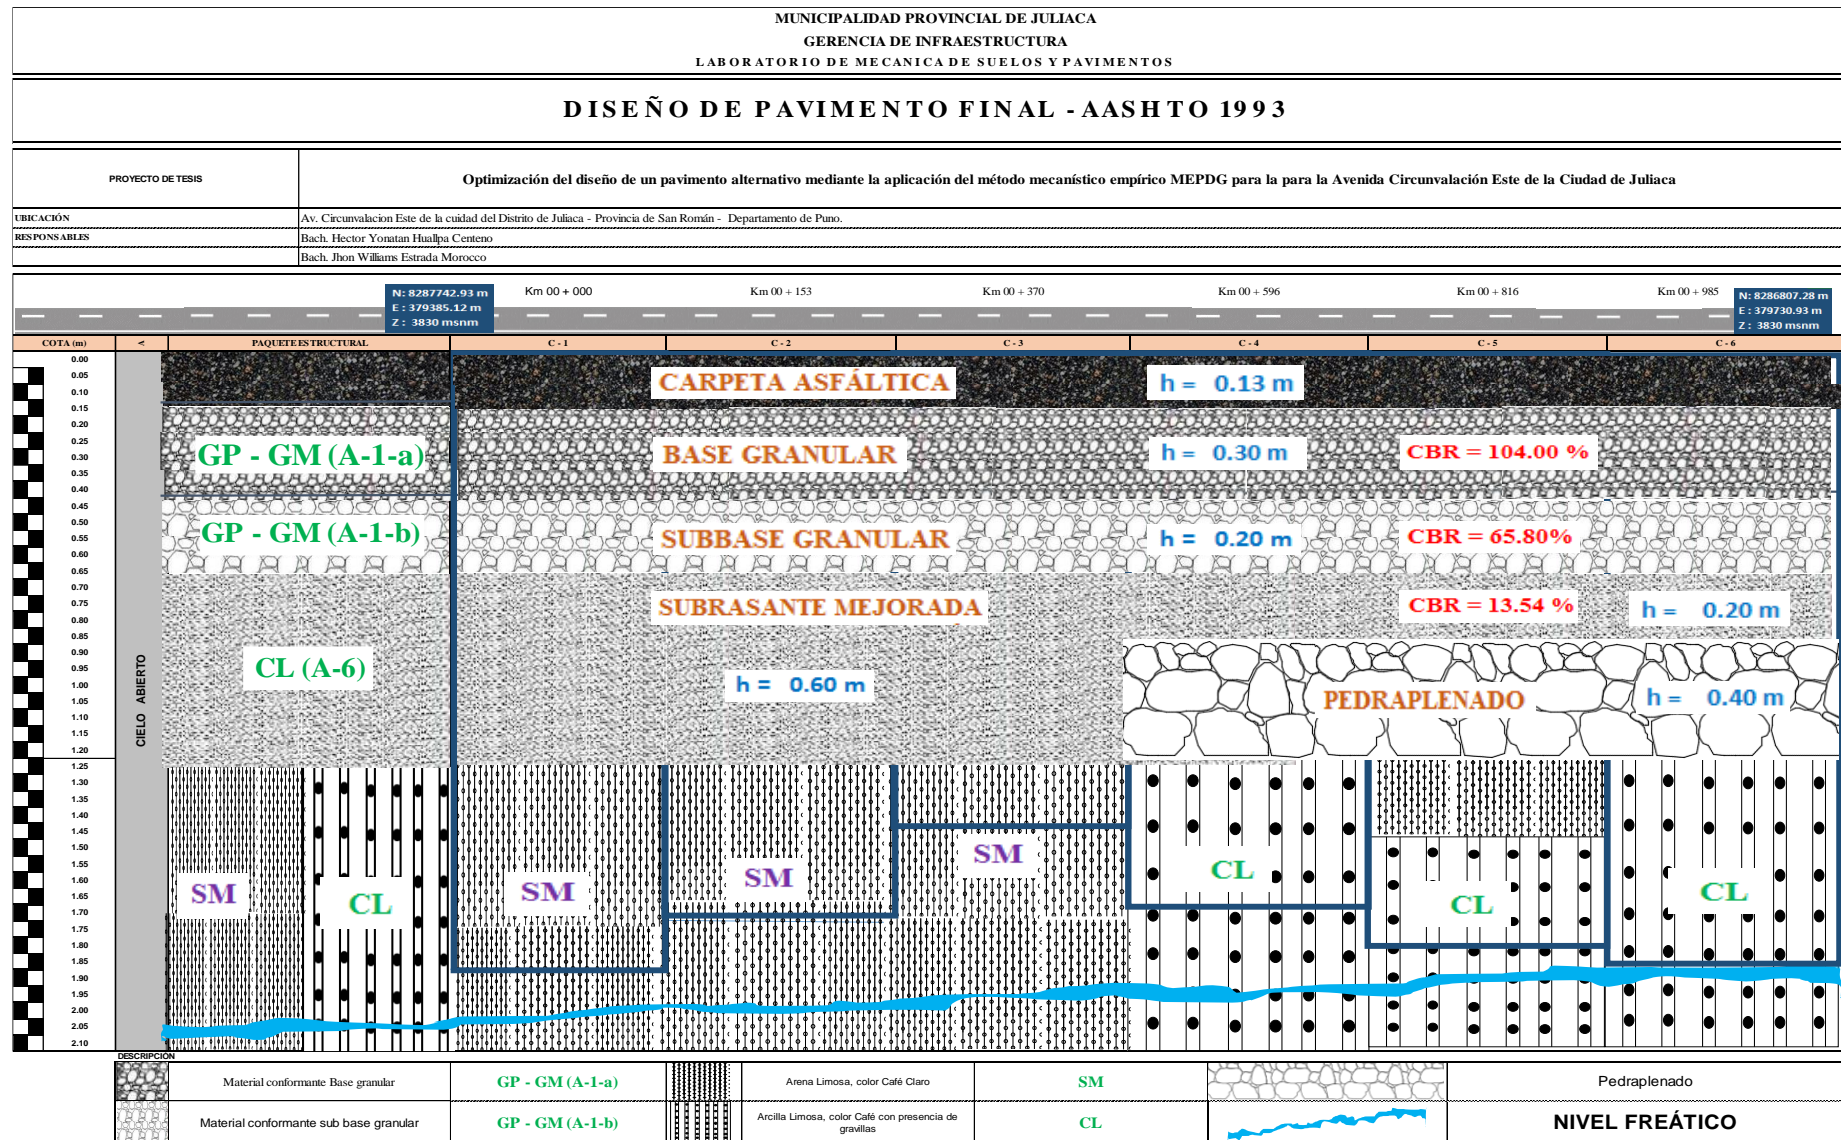 MUNICIPALIDAD PROVINCIAL DE JULIACA
GERENCIA DE INFRAESTRUCTURA
LABORATORIO DE MECANICA DE SUELOS Y PAVIMENTOS
DISEÑO DE PAVIMENTO FINAL - AASHTO 1993
PROYECTO DE TESIS
Optimización del diseño de un pavimento alternativo mediante la aplicación del método mecanístico empírico MEPDG para la para la Avenida Circunvalación Este de la Ciudad de Juliaca
UBICACIÓN
Av. Circunvalacion Este de la cuidad del Distrito de Juliaca - Provincia de San Román - Departamento de Puno.
RESPONSABLES
Bach. Hector Yonatan Huallpa Centeno
Bach. Jhon Williams Estrada Morocco
N: 8287742.93 m
E : 379385.12 m
Z : 3830 msnm
Km 00 + 000
Km 00 + 153
Km 00 + 370
Km 00 + 596
Km 00 + 816
Km 00 + 985
N: 8286807.28 m
E : 379730.93 m
Z : 3830 msnm
COTA (m)
PAQUETE ESTRUCTURAL
C - 1
C - 2
C - 3
C - 4
C - 5
C - 6
0.00
0.05
0.10
0.15
0.20
0.25
0.30
0.35
0.40
0.45
0.50
0.55
0.60
0.65
0.70
0.75
0.80
0.85
0.90
0.95
1.00
1.05
1.10
1.15
1.20
1.25
1.30
1.35
1.40
1.45
1.50
1.55
1.60
1.65
1.70
1.75
1.80
1.85
1.90
1.95
2.00
2.05
2.10
CIELO ABIERTO
CARPETA ASFÁLTICA
h = 0.13 m
GP - GM (A-1-a)
BASE GRANULAR
h = 0.30 m
CBR = 104.00 %
GP - GM (A-1-b)
SUBBASE GRANULAR
h = 0.20 m
CBR = 65.80%
SUBRASANTE MEJORADA
CBR = 13.54 %
h = 0.20 m
CL (A-6)
h = 0.60 m
PEDRAPLENADO
h = 0.40 m
SM
CL
SM
SM
SM
CL
CL
CL
DESCRIPCIÓN
Material conformante Base granular
GP - GM (A-1-a)
Arena Limosa, color Café Claro
SM
Pedraplenado
Material conformante sub base granular
GP - GM (A-1-b)
Arcilla Limosa, color Café con presencia de
gravillas
CL
NIVEL FREÁTICO